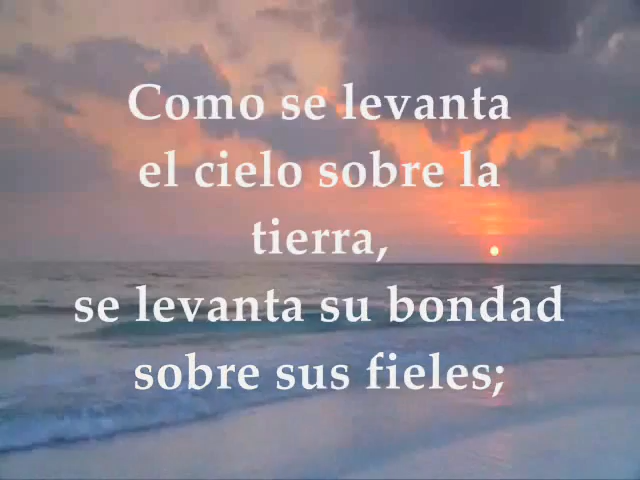 Como se levanta
el cielo sobre la
tierra,
se levanta su bondad
sobre sus fieles;